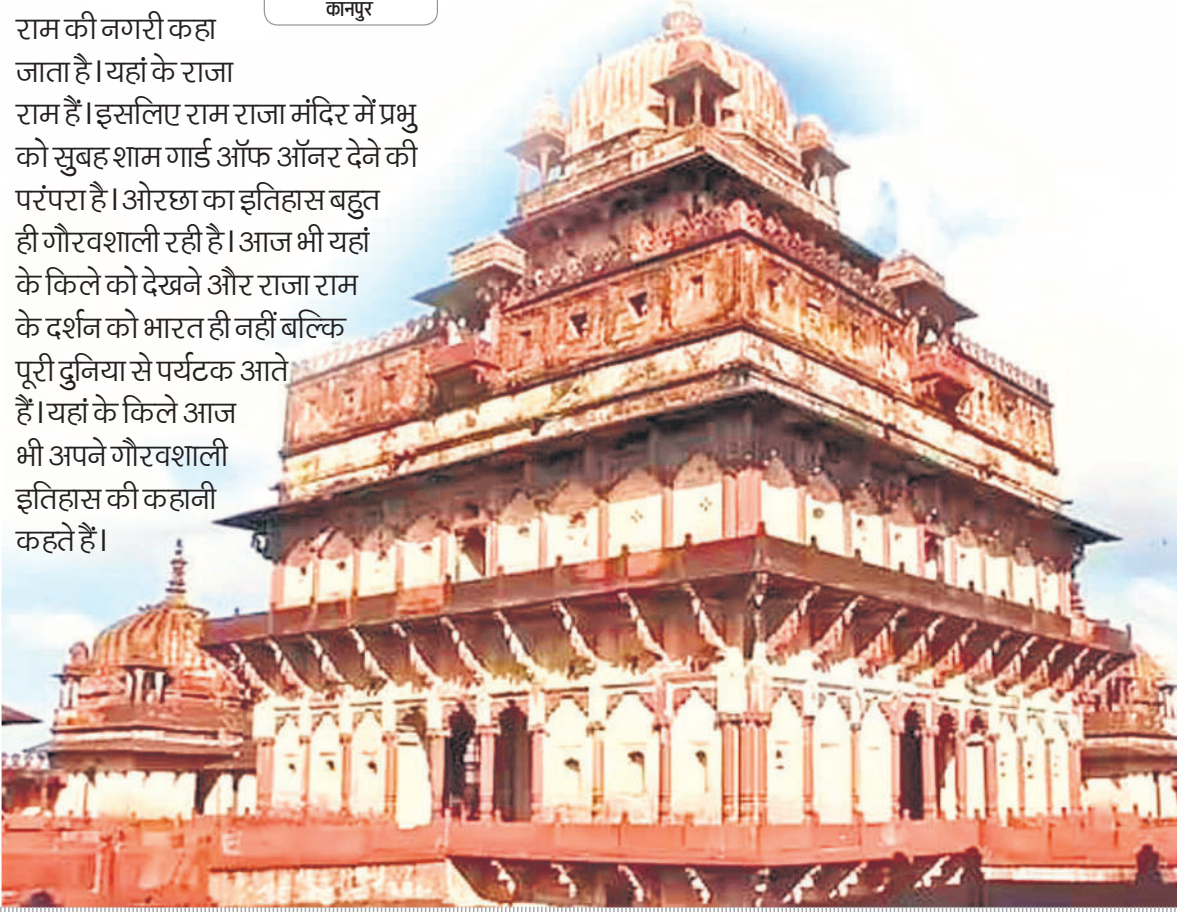 कानपुर
राम की नगरी कहा
जाता है। यहां के राजा
राम हैं। इसलिए राम राजा मंदिर में प्रभु
को सुबह शाम गार्ड ऑफ ऑनर देने की
परंपरा है। ओरछा का इतिहास बहुत
ही गौरवशाली रही है। आज भी यहां
के किले को देखने और राजा राम
के दर्शन को भारत ही नहीं बल्कि
पूरी दुनिया से पर्यटक आते
हैं। यहां के किले आज
भी अपने गौरवशाली
इतिहास की कहानी
कहते हैं।